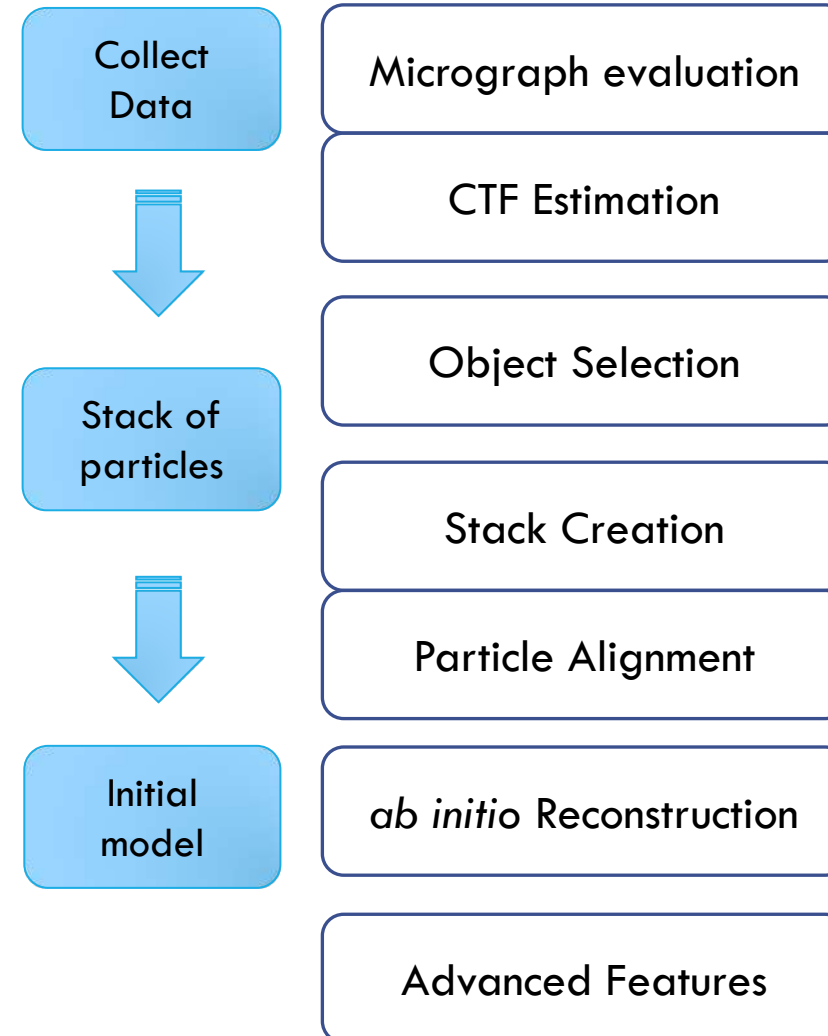 Collect
Data
Micrograph evaluation
CTF Estimation
Object Selection
Stack of
particles
Stack Creation
Particle Alignment
Initial
model
ab initio Reconstruction
Advanced Features